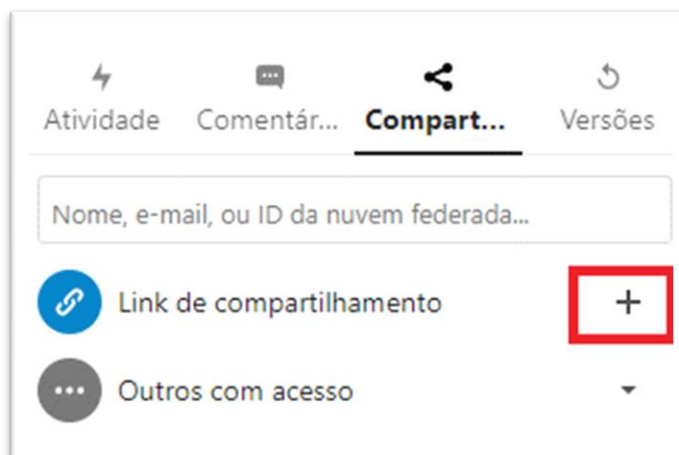 Atividade Comentár... Compart... Versões
Nome, e-mail, ou ID da nuvem federada...
Link de compartilhamento
Outros com acesso